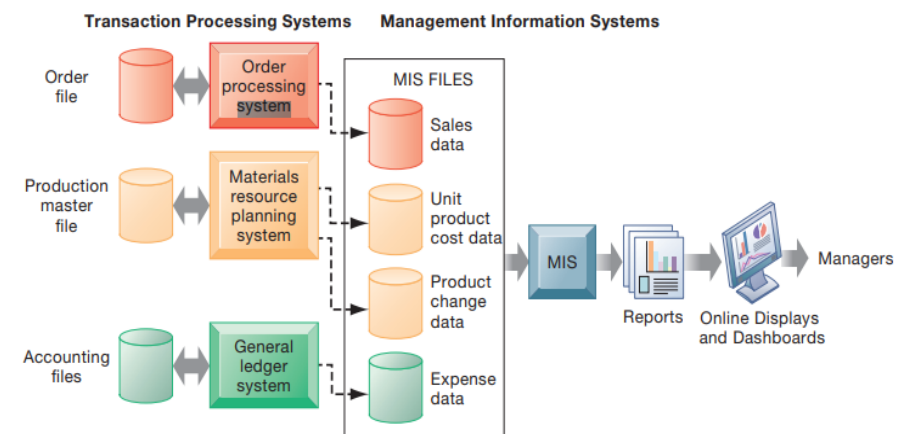 Transaction Processing Systems
Management Information Systems
Order
file
Order
processing
system
MIS FILES
Sales
data
Production
master
file
Materials
resource
planning
system
Unit
product
cost data
Product
change
data
MIS
Reports
Online Displays
and Dashboards
Managers
Accounting
files
General
ledger
system
Expense
data